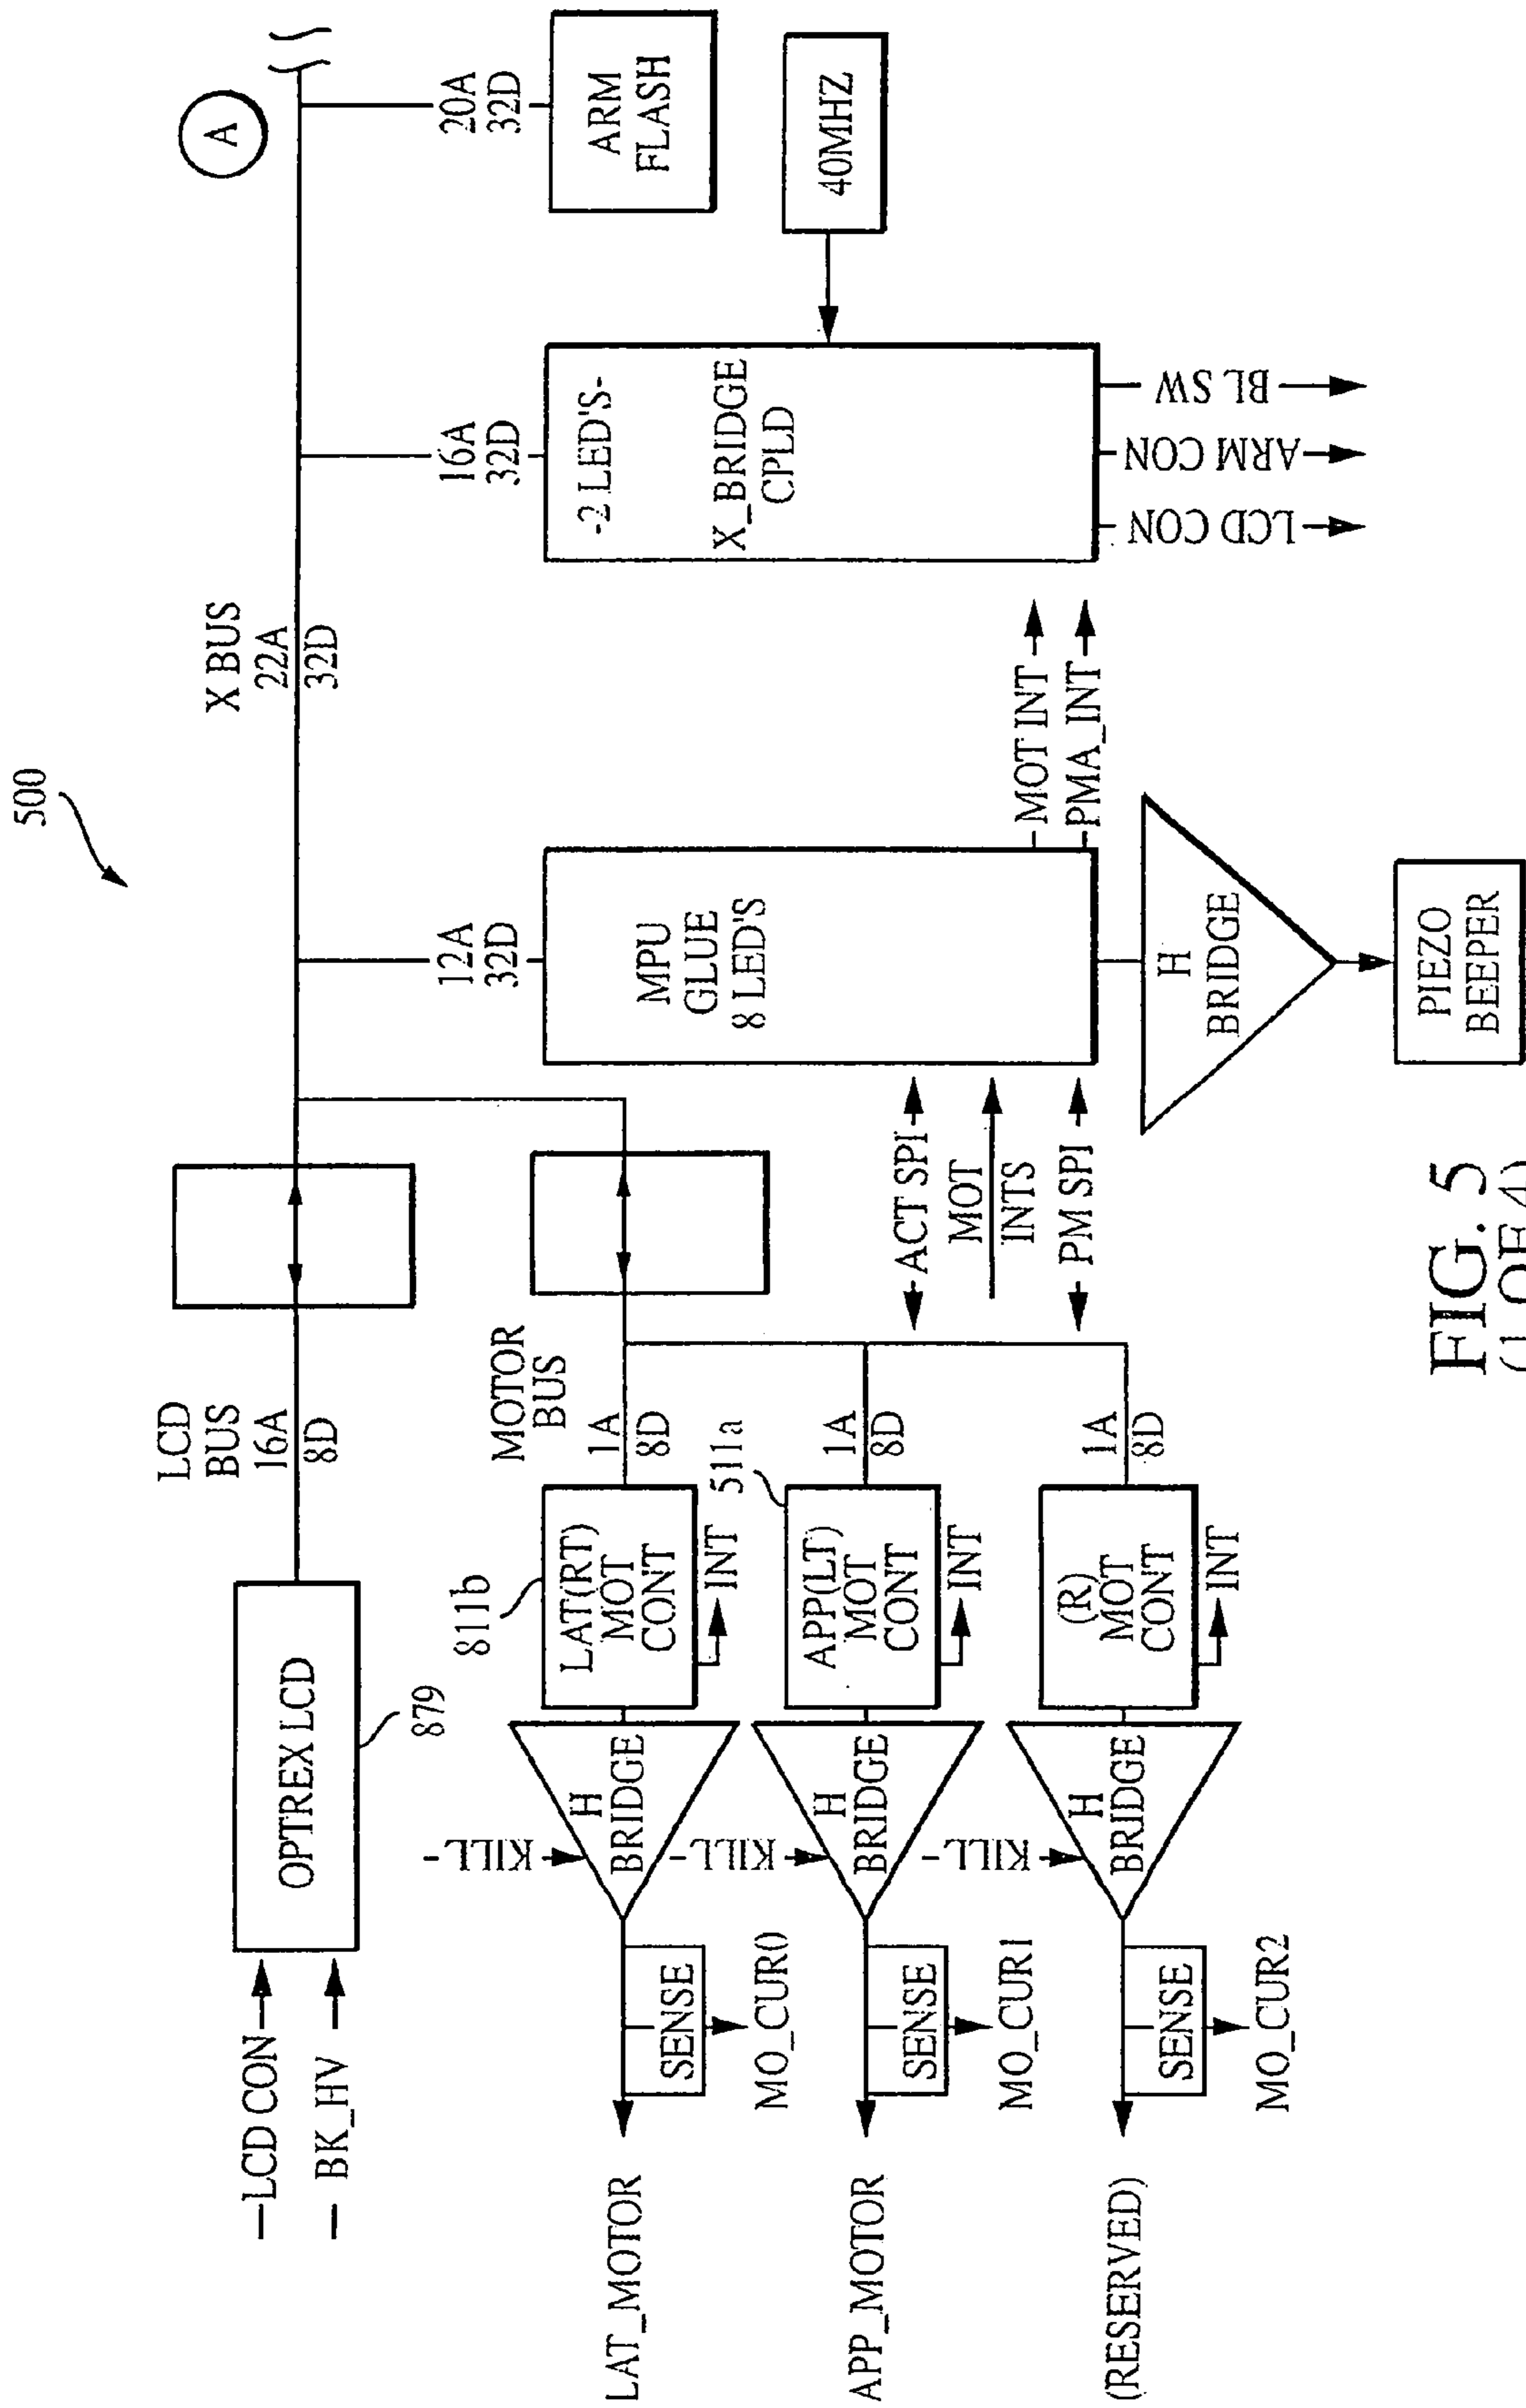 500
A
X BUS
22A
32D
LCD
BUS
16A
8D
OPTREX LCD
879
LCD CON
BK_HV
MOTOR
BUS
12A
32D
16A
32D
20A
32D
ARM
FLASH
40MHZ
-2 LED'S-
X_BRIDGE
CPLD
LCD CON
ARM CON
BL SW
MPU
GLUE
8 LED'S
MOT INT
PMA_INT
ACT SPI
MOT
INTS
PM SPI
H
BRIDGE
PIEZO
BEEPER
1A
8D
811b
LAT(RT)
MOT
CONT
INT
H
BRIDGE
KILL-
SENSE
MO_CUR0
LAT_MOTOR
1A
8D
511a
APP(LT)
MOT
CONT
INT
H
BRIDGE
KILL-
SENSE
MO_CUR1
APP_MOTOR
1A
8D
(R)
MOT
CONT
INT
H
BRIDGE
KILL-
SENSE
MO_CUR2
(RESERVED)
FIG. 5
(1 OF 4)